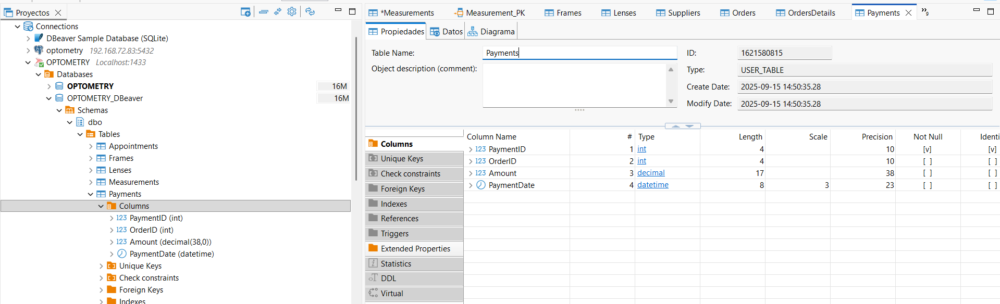 Proyectos
Connections
DBeaver Sample Database (SQLite)
optometry 192.168.72.83:5432
OPTOMETRY Localhost:1433
Databases
OPTOMETRY 16M
OPTOMETRY_DBeaver 16M
Schemas
dbo
Tables
Appointments
Frames
Lenses
Measurements
Payments
Columns
123 PaymentID (int)
123 OrderID (int)
123 Amount (decimal(38,0))
PaymentDate (datetime)
Unique Keys
Check constraints
Foreign Keys
Indexes
*Measurements Measurement_PK Frames Lenses Suppliers Orders OrdersDetails Payments »9
Propiedades Datos Diagrama
Table Name: Payments
Object description (comment):
ID: 1621580815
Type: USER_TABLE
Create Date: 2025-09-15 14:50:35.28
Modify Date: 2025-09-15 14:50:35.28
Columns
Unique Keys
Check constraints
Foreign Keys
Indexes
References
Triggers
Extended Properties
Statistics
DDL
Virtual
Column Name # Type Length Scale Precision Not Null Identi
123 PaymentID 1 int 4 10 [v] [v]
123 OrderID 2 int 4 10 [ ] [ ]
123 Amount 3 decimal 17 38 [ ] [ ]
PaymentDate 4 datetime 8 3 23 [ ] [ ]